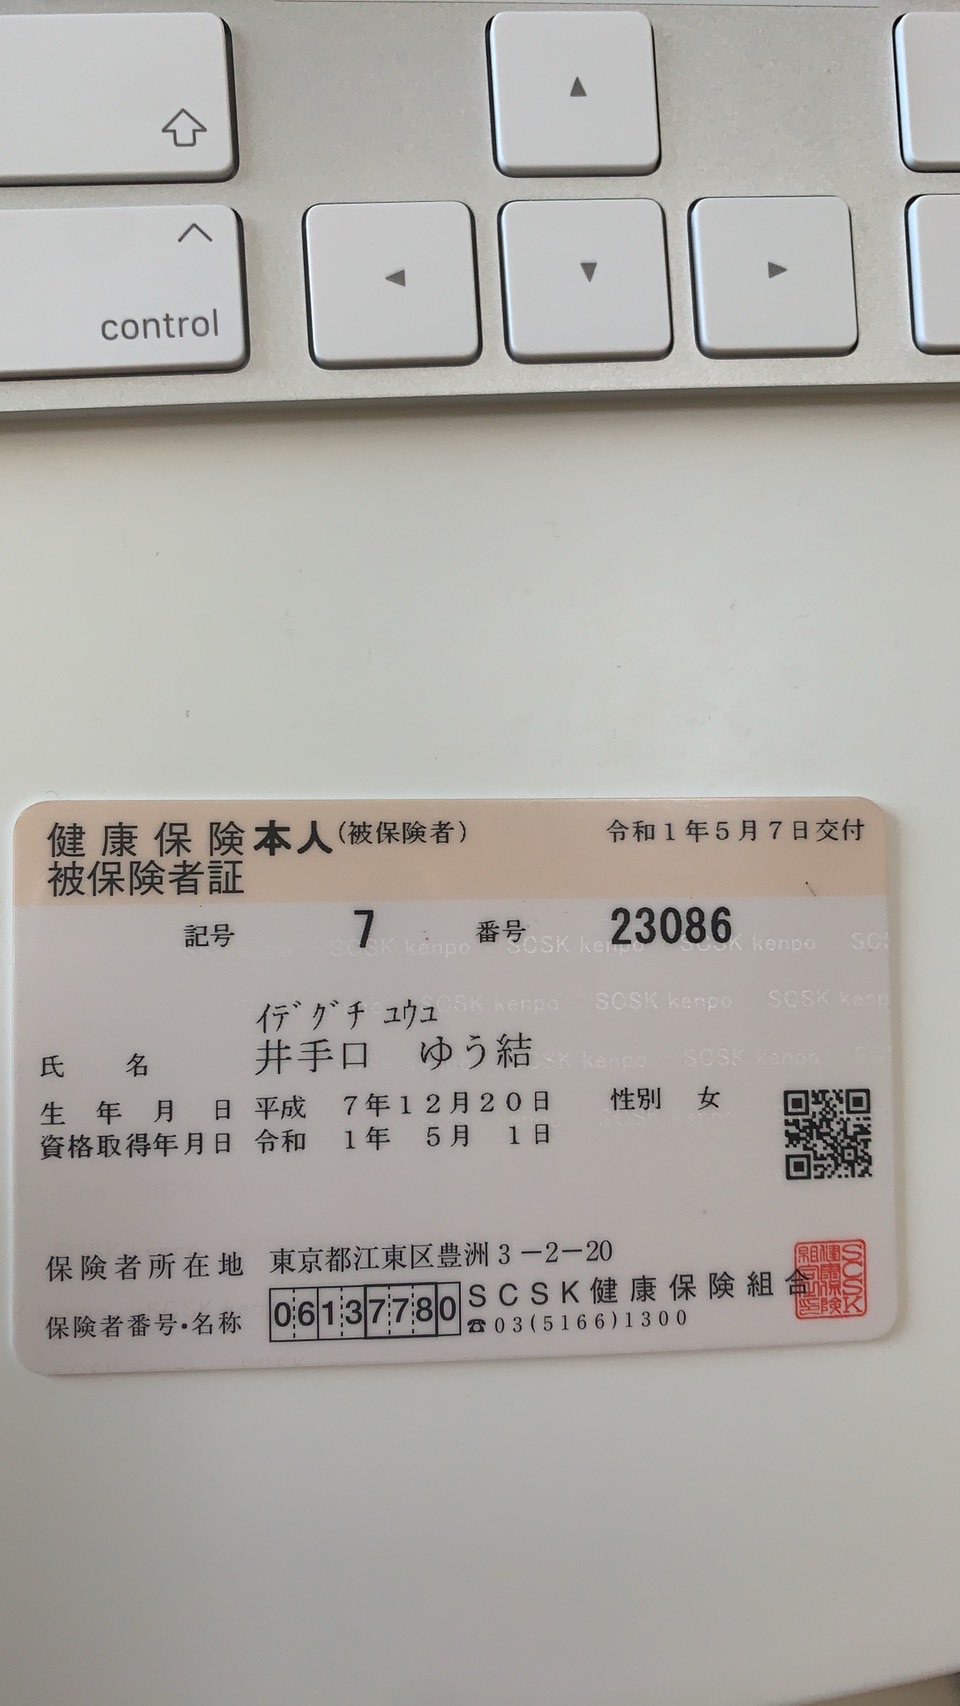 control
健康保険本人(被保険者)
被保険者証
令和1年5月7日交付
記号 7 番号 23086
イデグチ ユウユ
氏名 井手口 ゆう結
生年月日 平成 7年12月20日 性別 女
資格取得年月日 令和 1年 5月 1日
保険者所在地 東京都江東区豊洲3-2-20
保険者番号・名称 06137780 SCSK健康保険組合
☎03(5166)1300
SCSK kenpo